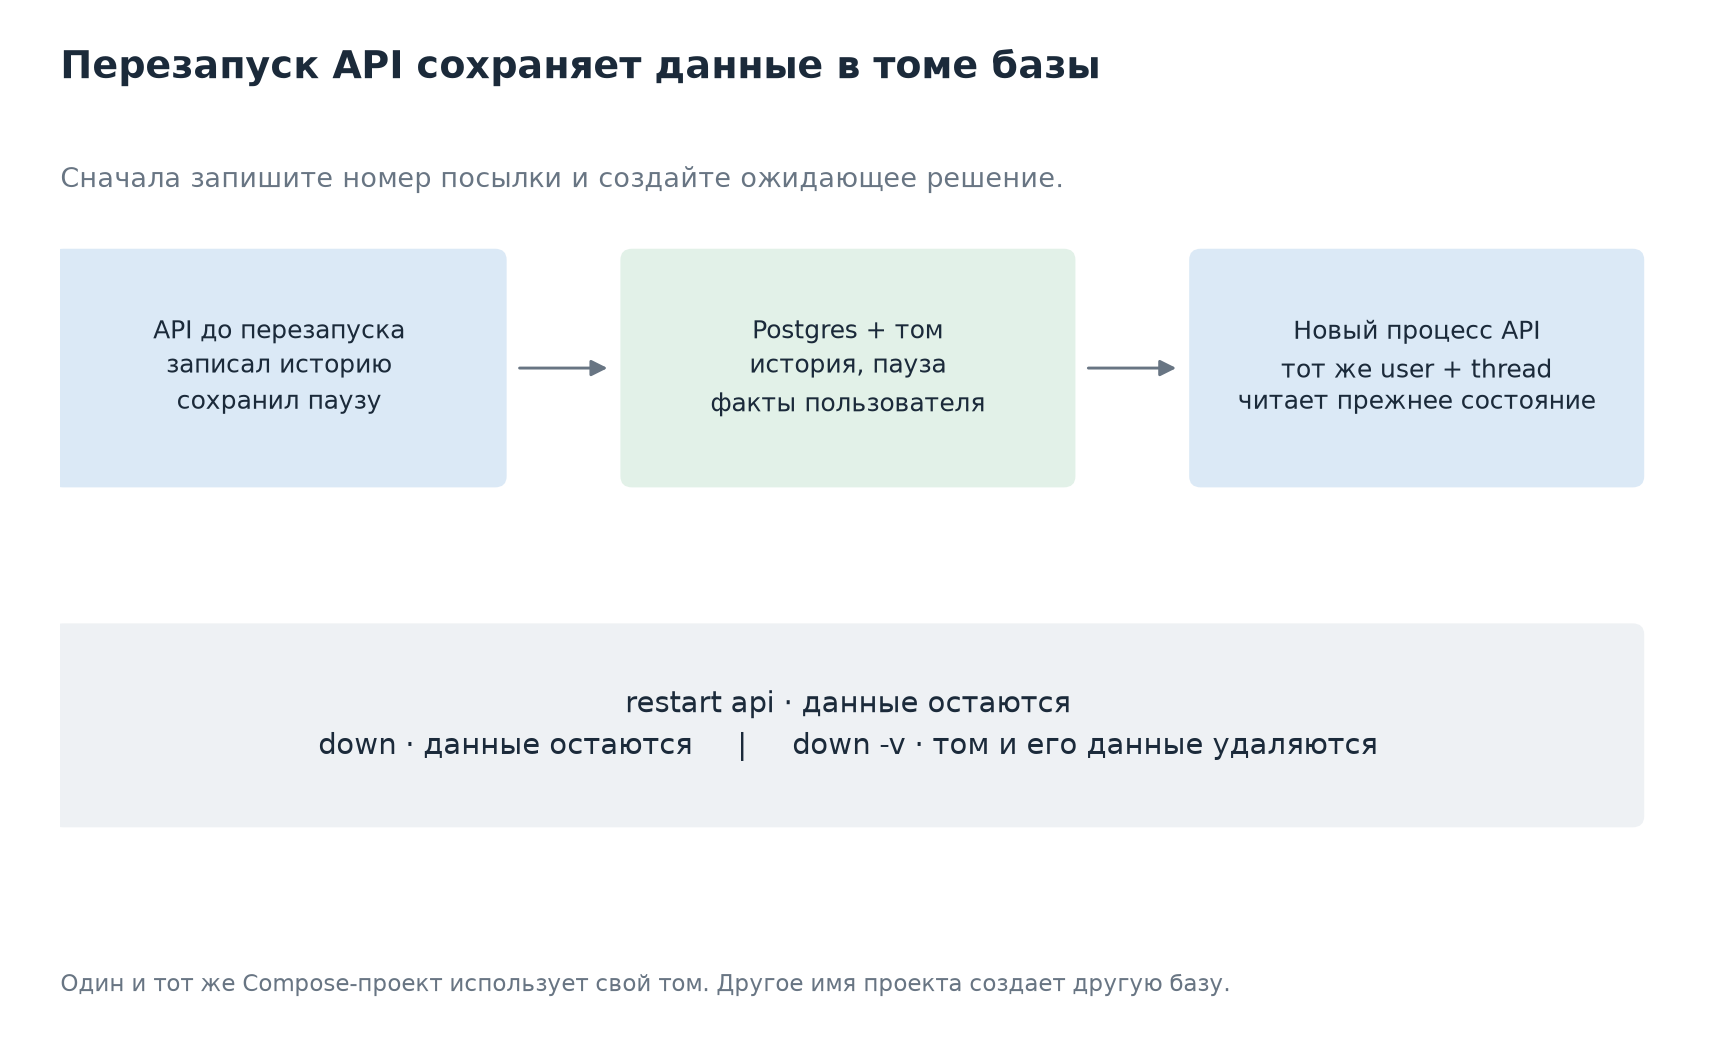 Перезапуск API сохраняет данные в томе базы
Сначала запишите номер посылки и создайте ожидающее решение.
API до перезапуска
записал историю
сохранил паузу
Postgres + том
история, пауза
факты пользователя
Новый процесс API
тот же user + thread
читает прежнее состояние
restart api · данные остаются
down · данные остаются | down -v · том и его данные удаляются
Один и тот же Compose-проект использует свой том. Другое имя проекта создает другую базу.